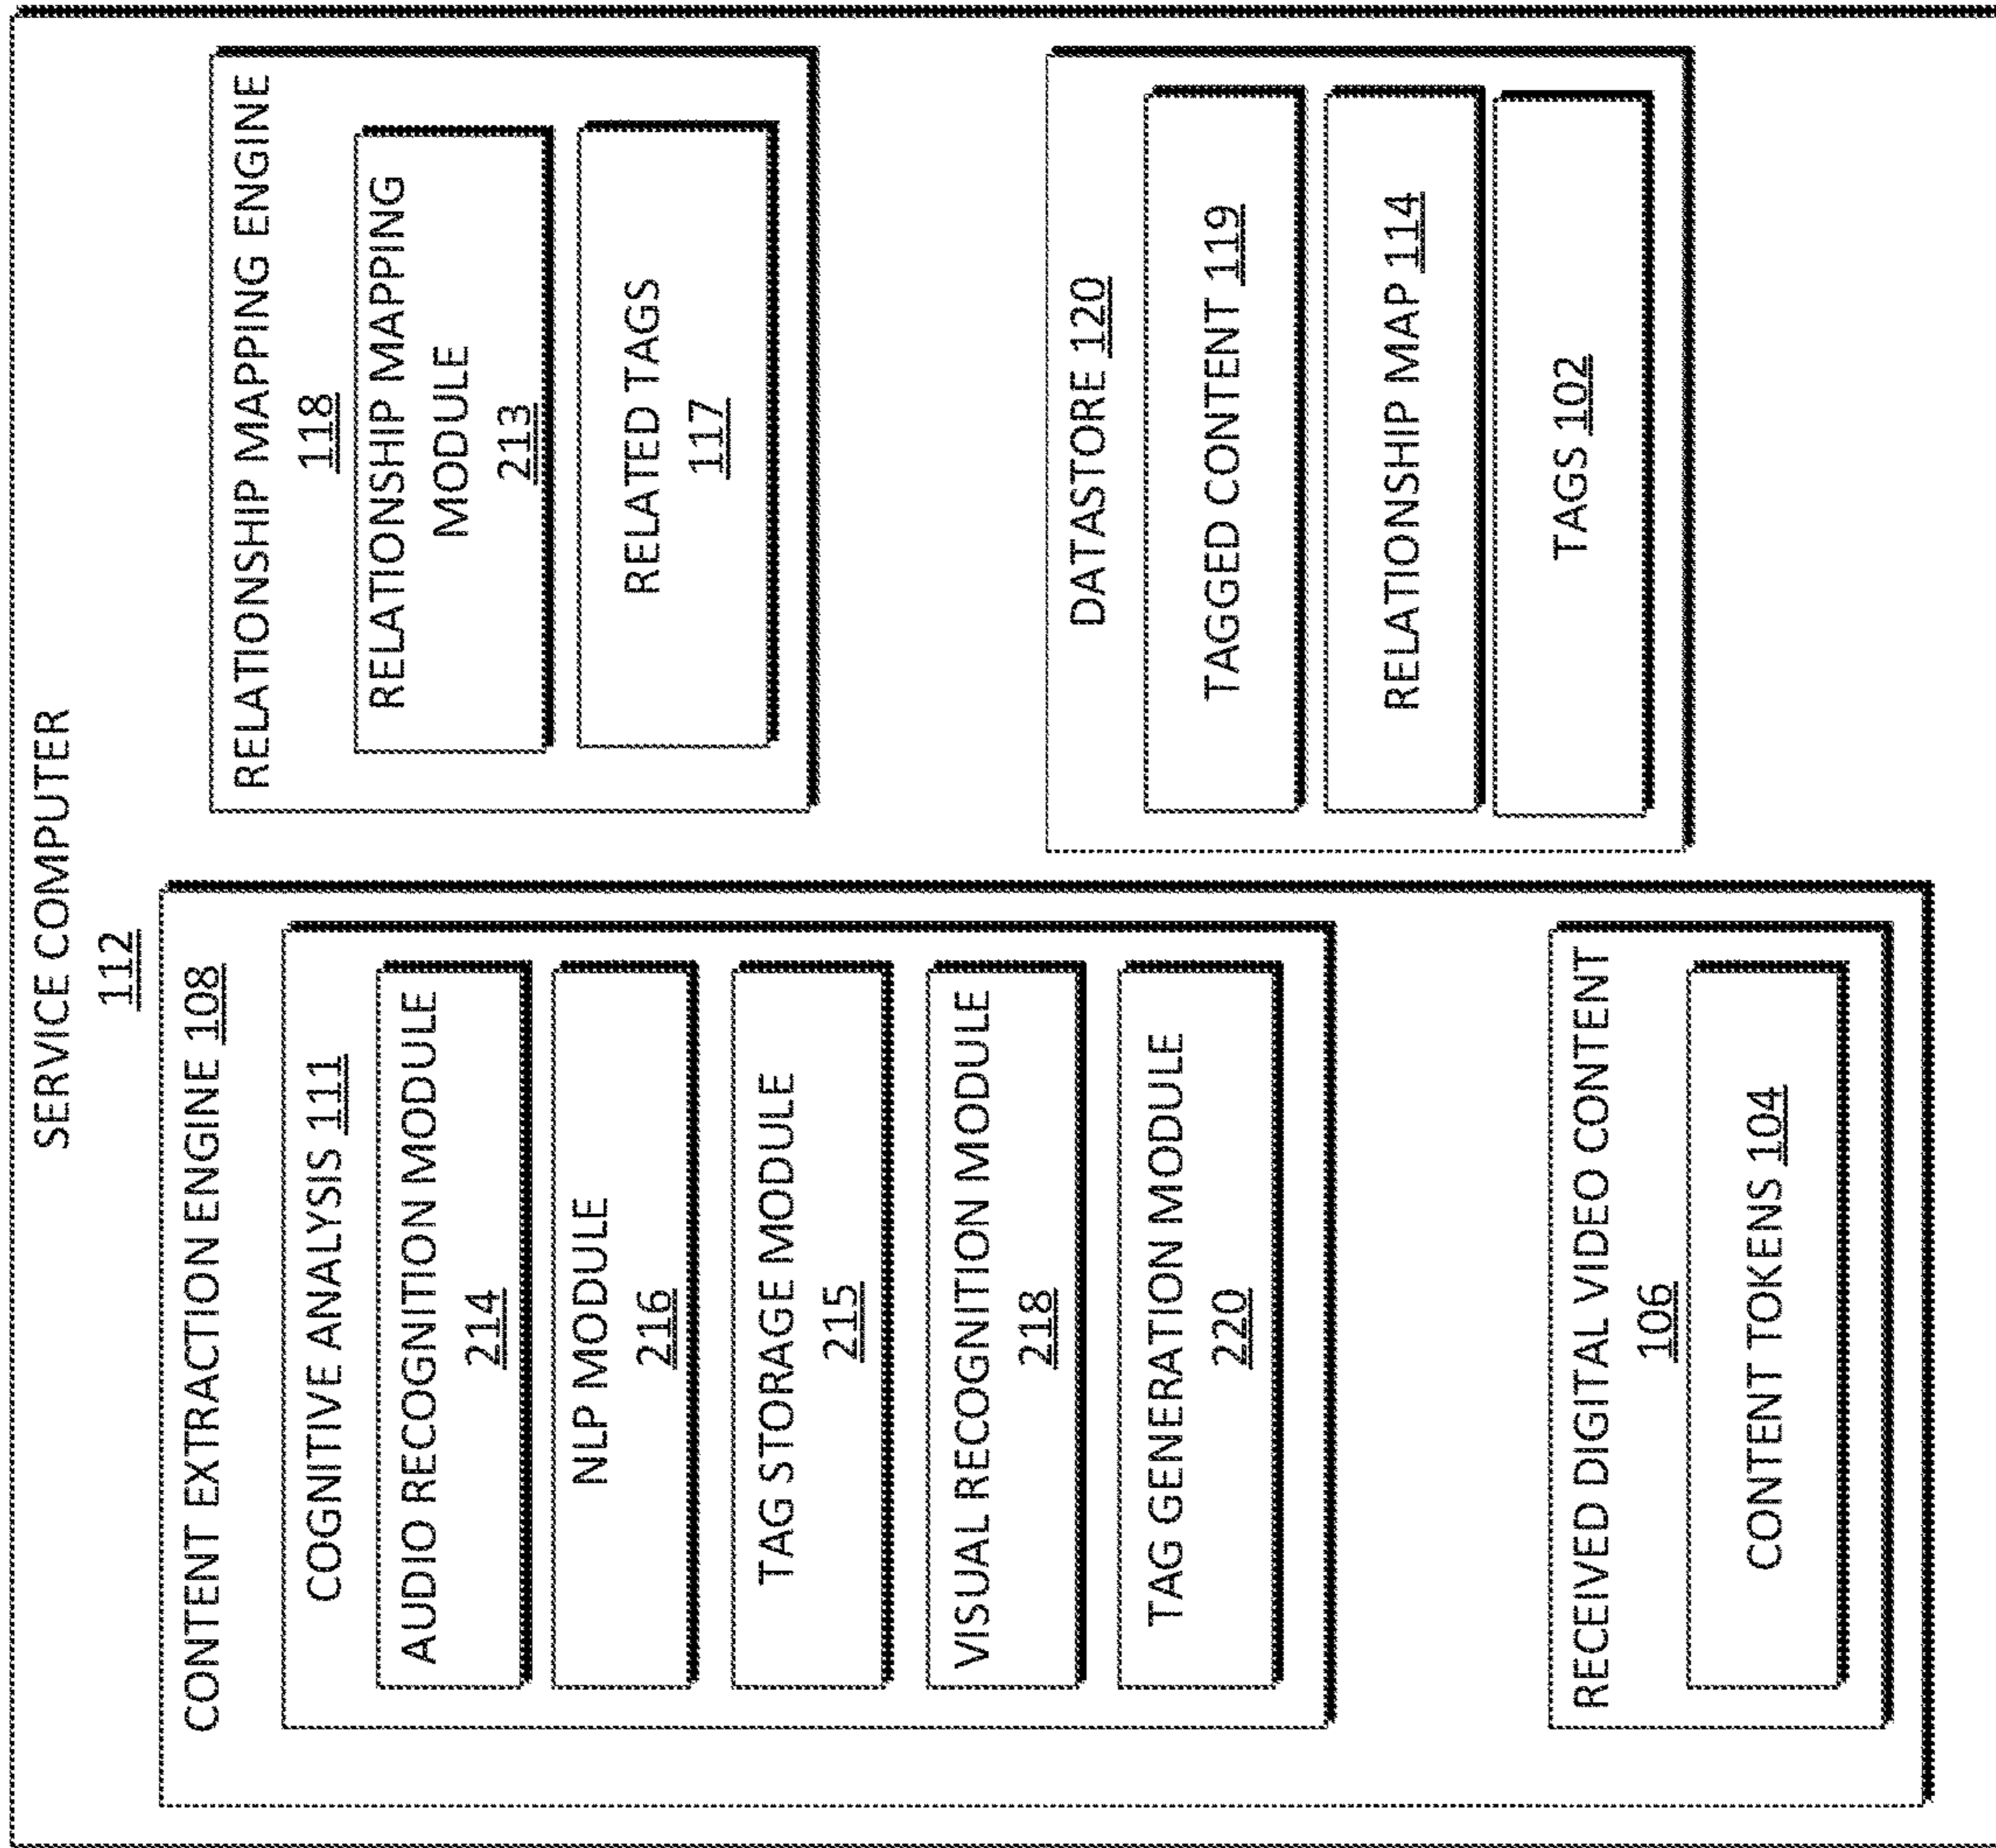 SERVICE COMPUTER
112
CONTENT EXTRACTION ENGINE 108
COGNITIVE ANALYSIS 111
AUDIO RECOGNITION MODULE
214
NLP MODULE
216
TAG STORAGE MODULE
215
VISUAL RECOGNITION MODULE
218
TAG GENERATION MODULE
220
RECEIVED DIGITAL VIDEO CONTENT
106
CONTENT TOKENS 104
RELATIONSHIP MAPPING ENGINE
118
RELATIONSHIP MAPPING
MODULE
213
RELATED TAGS
117
DATASTORE 120
TAGGED CONTENT 119
RELATIONSHIP MAP 114
TAGS 102